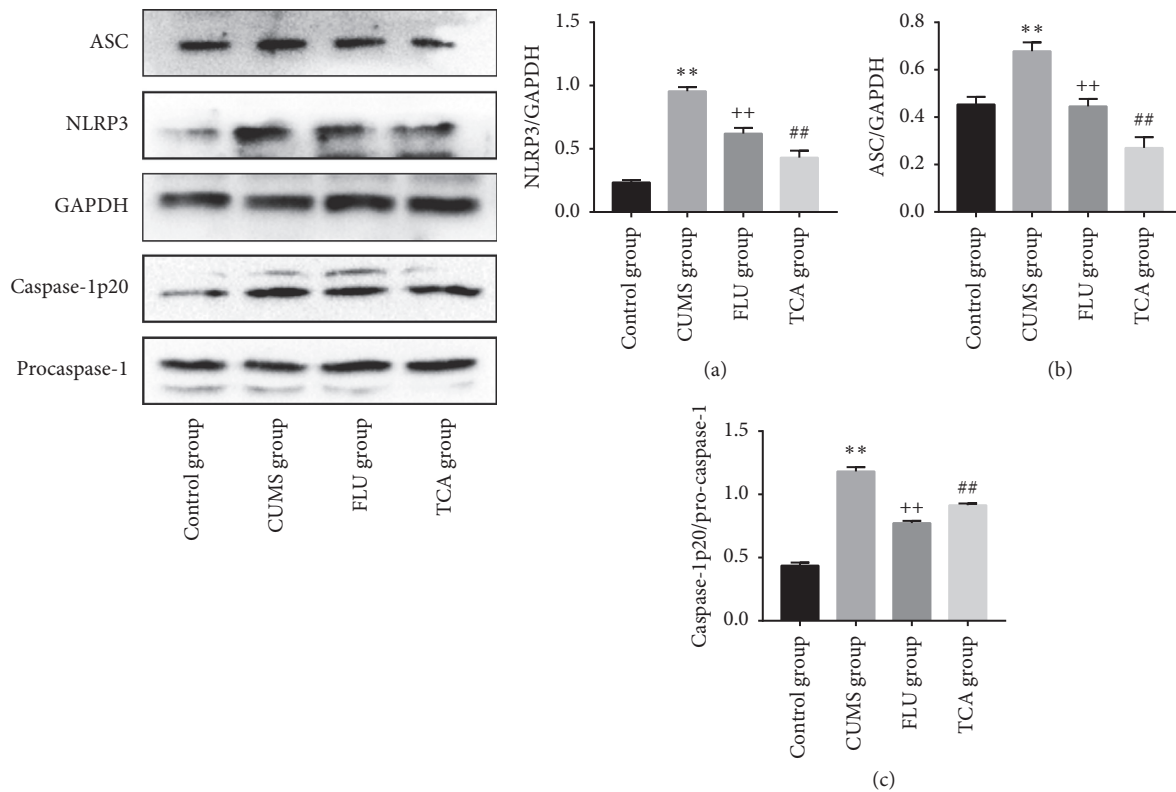 ASC
NLRP3
GAPDH
Caspase-1p20
Procaspase-1
Control group
CUMS group
FLU group
TCA group
NLRP3/GAPDH
1.5
1.0
0.5
0.0
**
++
##
Control group
CUMS group
FLU group
TCA group
(a)
ASC/GAPDH
0.8
0.6
0.4
0.2
0.0
**
++
##
Control group
CUMS group
FLU group
TCA group
(b)
Caspase-1p20/pro-caspase-1
1.5
1.0
0.5
0.0
**
++
##
Control group
CUMS group
FLU group
TCA group
(c)